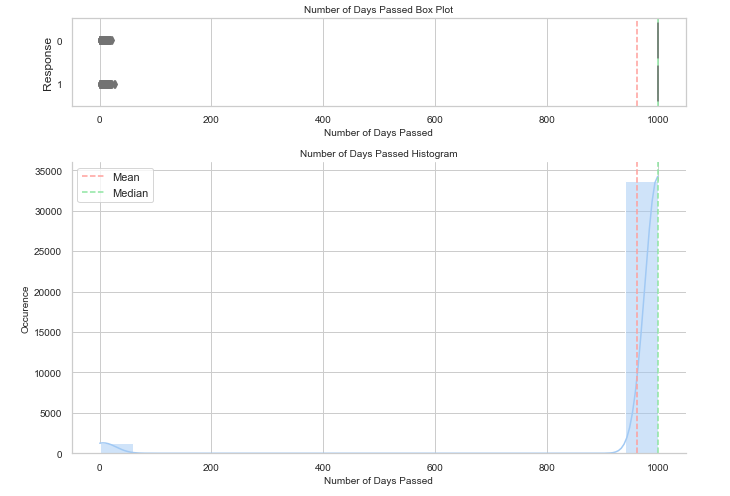 Number of Days Passed Box Plot
Response
0
1
0 200 400 600 800 1000
Number of Days Passed
Number of Days Passed Histogram
Occurence
35000
30000
25000
20000
15000
10000
5000
0
Mean
Median
0 200 400 600 800 1000
Number of Days Passed